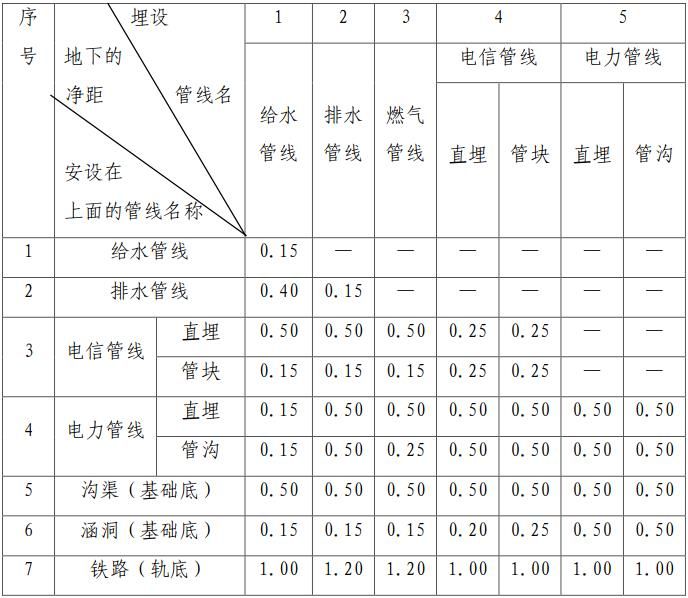 序号 埋设地下的净距 管线名 安设在上面的管线名称 1 2 3 4 5
电信管线 电力管线
给水管线 排水管线 燃气管线 直埋 管块 直埋 管沟
1 给水管线 0.15 — — — — — —
2 排水管线 0.40 0.15 — — — — —
3 电信管线 直埋 0.50 0.50 0.50 0.25 0.25 — —
管块 0.15 0.15 0.15 0.25 0.25 — —
4 电力管线 直埋 0.15 0.50 0.50 0.50 0.50 0.50 0.50
管沟 0.15 0.50 0.25 0.50 0.50 0.50 0.50
5 沟渠（基础底） 0.50 0.50 0.50 0.50 0.50 0.50 0.50
6 涵洞（基础底） 0.15 0.15 0.15 0.20 0.25 0.50 0.50
7 铁路（轨底） 1.00 1.20 1.20 1.00 1.00 1.00 1.00